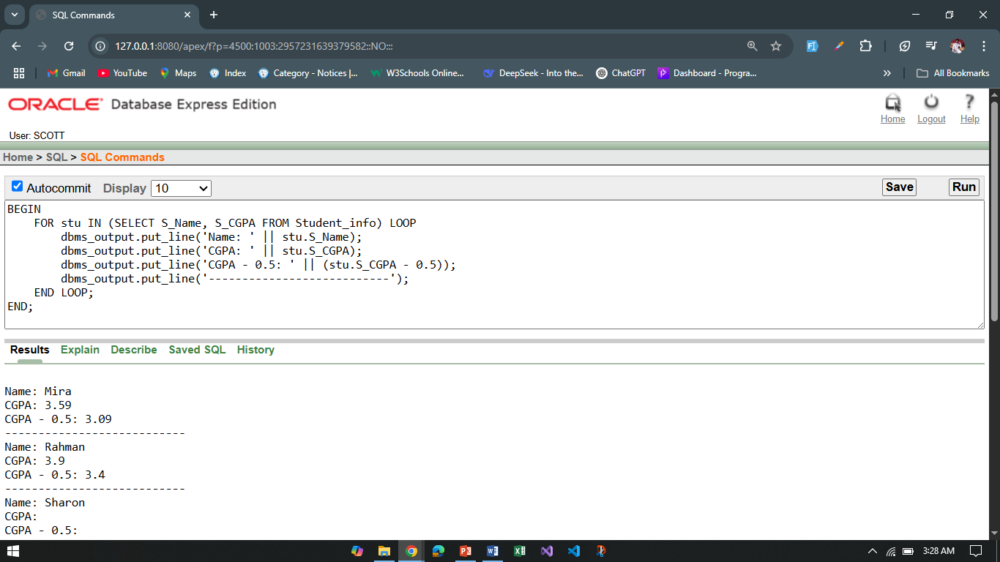 SQL Commands
127.0.0.1:8080/apex/f?p=4500:1003:2957231639379582::NO:::
Gmail YouTube Maps Index Category - Notices |... W3Schools Online... DeepSeek - Into the... ChatGPT Dashboard - Progra... » All Bookmarks
ORACLE Database Express Edition
Home Logout Help
User: SCOTT
Home > SQL > SQL Commands
Autocommit Display 10 Save Run
BEGIN
    FOR stu IN (SELECT S_Name, S_CGPA FROM Student_info) LOOP
        dbms_output.put_line('Name: ' || stu.S_Name);
        dbms_output.put_line('CGPA: ' || stu.S_CGPA);
        dbms_output.put_line('CGPA - 0.5: ' || (stu.S_CGPA - 0.5));
        dbms_output.put_line('---------------------------');
    END LOOP;
END;
Results Explain Describe Saved SQL History
Name: Mira
CGPA: 3.59
CGPA - 0.5: 3.09
---------------------------
Name: Rahman
CGPA: 3.9
CGPA - 0.5: 3.4
---------------------------
Name: Sharon
CGPA:
CGPA - 0.5:
3:28 AM